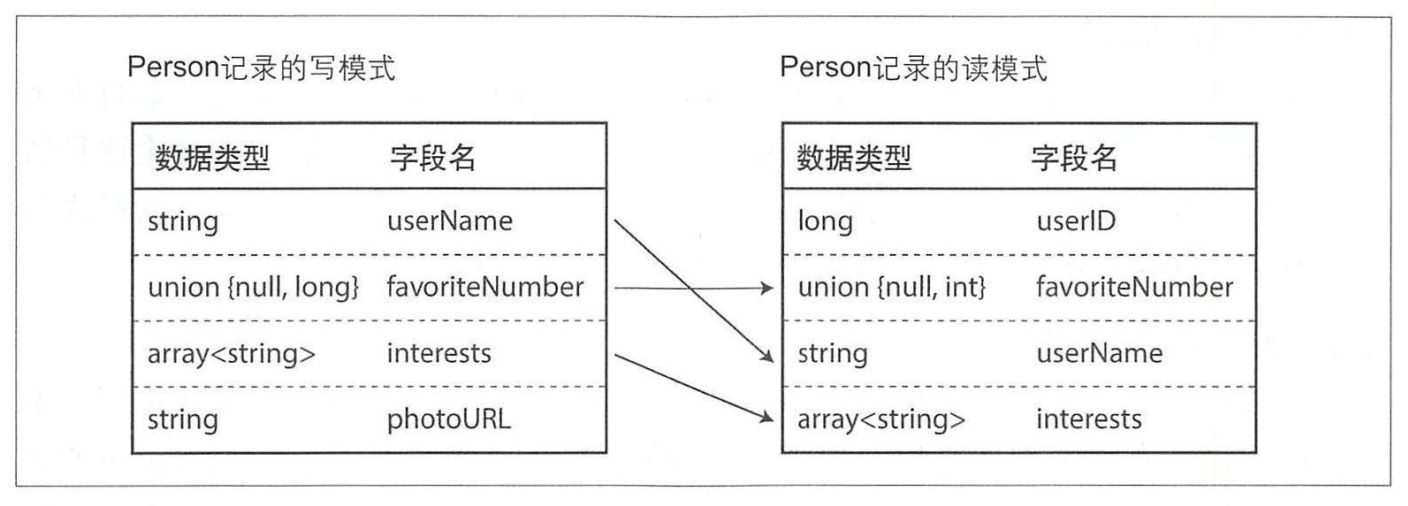 Person记录的写模式
数据类型 字段名
string userName
union {null, long} favoriteNumber
array<string> interests
string photoURL
Person记录的读模式
数据类型 字段名
long userID
union {null, int} favoriteNumber
string userName
array<string> interests